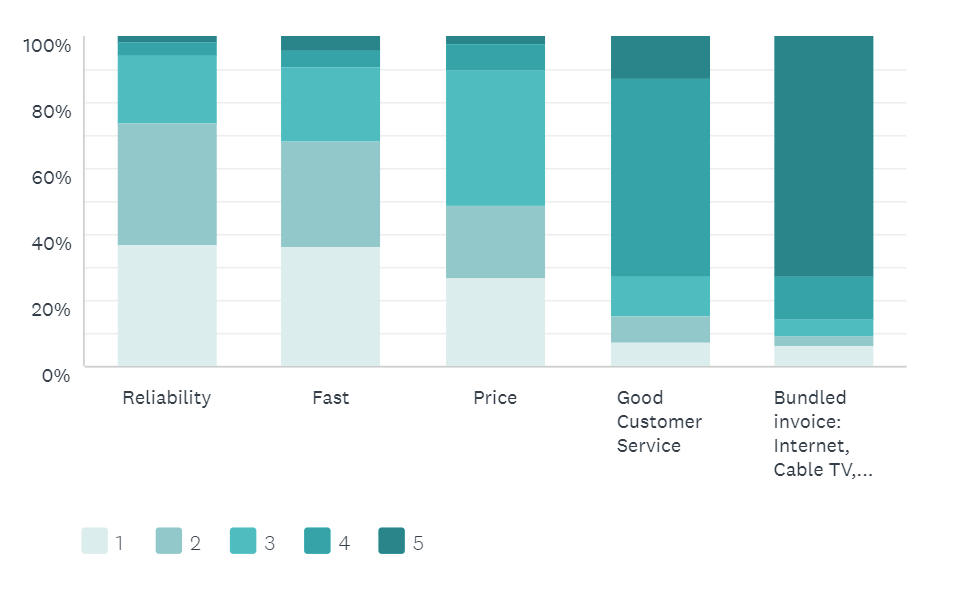 100%
80%
60%
40%
20%
0%
Reliability
Fast
Price
Good
Customer
Service
Bundled
invoice:
Internet,
Cable TV,...
1 2 3 4 5